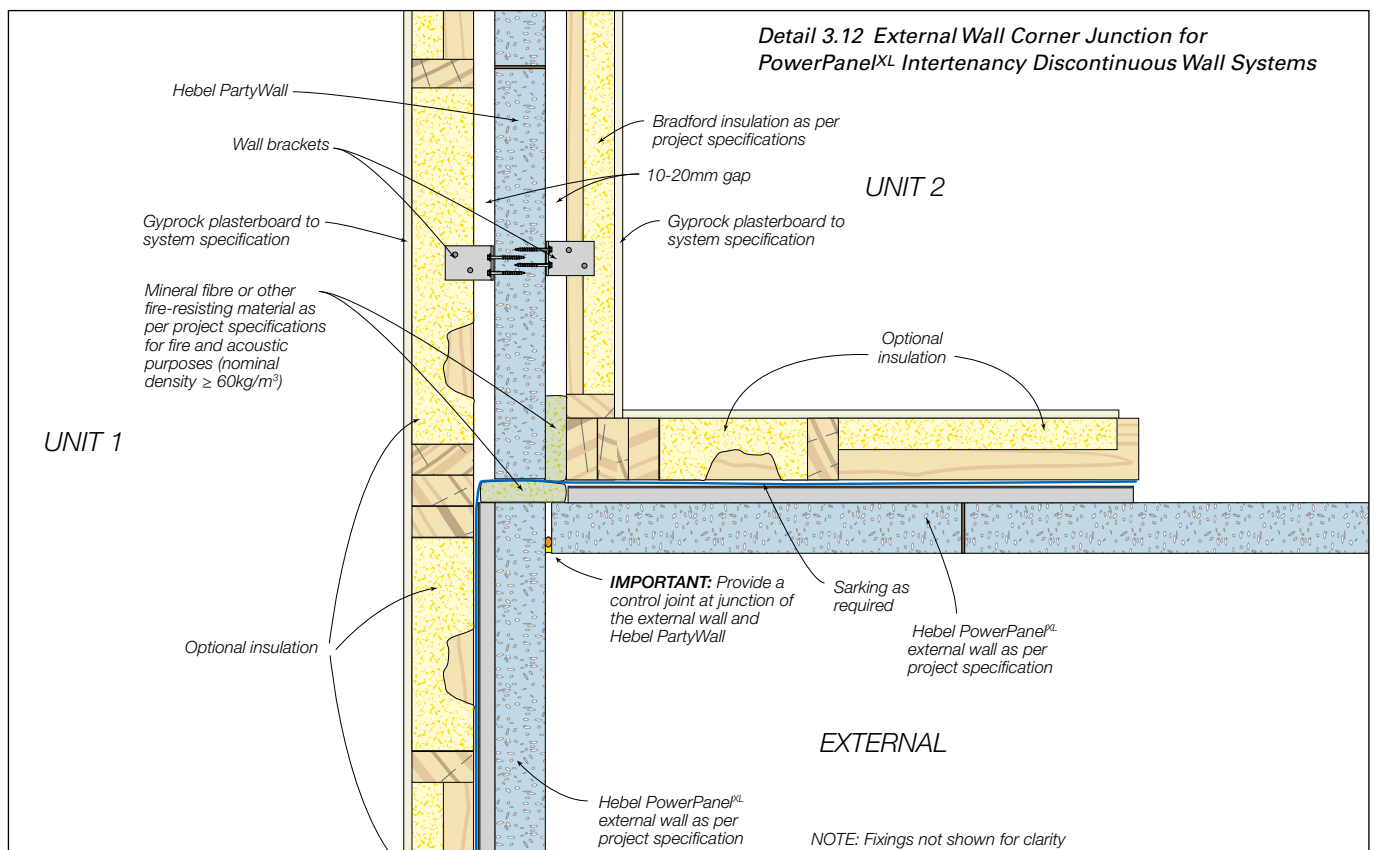 Detail 3.12 External Wall Corner Junction for
PowerPanelXL Intertenancy Discontinuous Wall Systems
Hebel PartyWall
Wall brackets
Gyprock plasterboard to
system specification
Mineral fibre or other
fire-resisting material as
per project specifications
for fire and acoustic
purposes (nominal
density ≥ 60kg/m³)
Bradford insulation as per
project specifications
10-20mm gap
UNIT 2
Gyprock plasterboard to
system specification
Optional
insulation
UNIT 1
IMPORTANT: Provide a
control joint at junction of
the external wall and
Hebel PartyWall
Sarking as
required
Hebel PowerPanelXL
external wall as per
project specification
Optional insulation
EXTERNAL
Hebel PowerPanelXL
external wall as per
project specification
NOTE: Fixings not shown for clarity